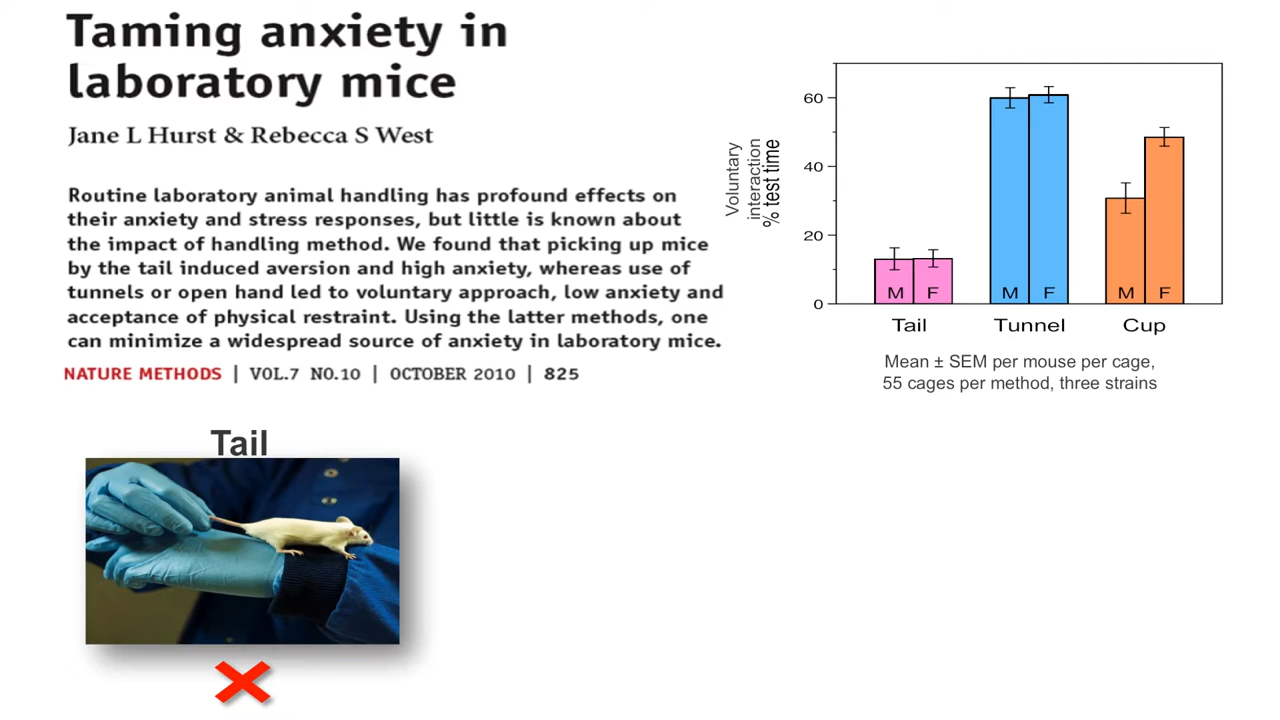 Taming anxiety in
laboratory mice
Jane L Hurst & Rebecca S West
Routine laboratory animal handling has profound effects on
their anxiety and stress responses, but little is known about
the impact of handling method. We found that picking up mice
by the tail induced aversion and high anxiety, whereas use of
tunnels or open hand led to voluntary approach, low anxiety and
acceptance of physical restraint. Using the latter methods, one
can minimize a widespread source of anxiety in laboratory mice.
NATURE METHODS | VOL.7 NO.10 | OCTOBER 2010 | 825
Voluntary
interaction
% test time
60
40
20
0
M F M F M F
Tail Tunnel Cup
Mean ± SEM per mouse per cage,
55 cages per method, three strains
Tail